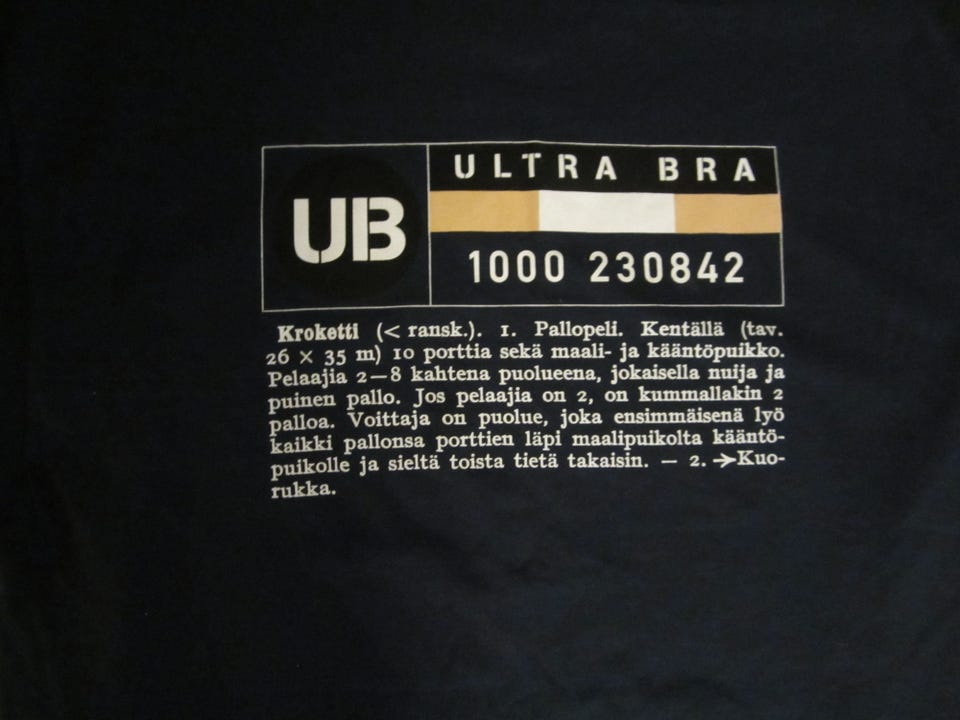 UB
ULTRA BRA
1000 230842
Kroketti (< ransk.). 1. Pallopeli. Kentällä (tav.
26 × 35 m) 10 porttia sekä maali- ja kääntöpuikko.
Pelaajia 2—8 kahtena puolueena, jokaisella nuija ja
puinen pallo. Jos pelaajia on 2, on kummallakin 2
palloa. Voittaja on puolue, joka ensimmäisenä lyö
kaikki pallonsa porttien läpi maalipuikolta kääntö-
puikolle ja sieltä toista tietä takaisin. — 2. →Kuo-
rukka.